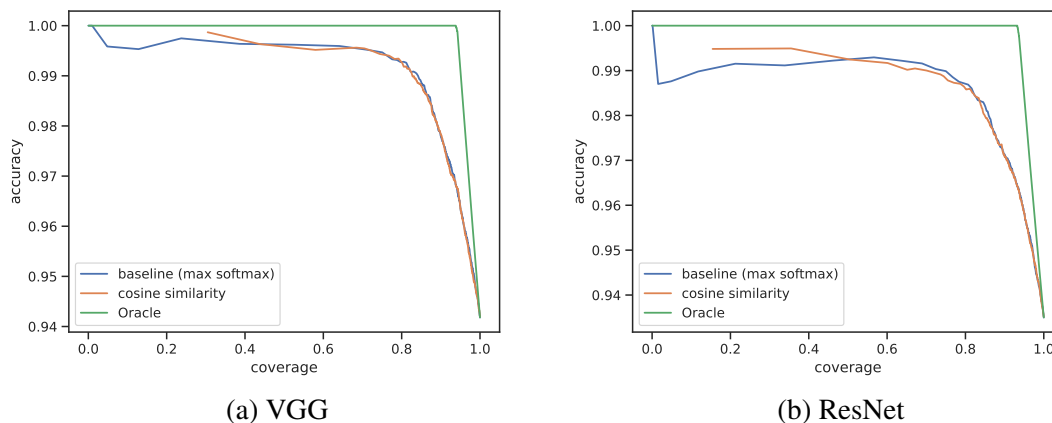 1.00
0.99
0.98
0.97
0.96
0.95
0.94
accuracy
baseline (max softmax)
cosine similarity
Oracle
0.0 0.2 0.4 0.6 0.8 1.0
coverage
(a) VGG
1.00
0.99
0.98
0.97
0.96
0.95
0.94
accuracy
baseline (max softmax)
cosine similarity
Oracle
0.0 0.2 0.4 0.6 0.8 1.0
coverage
(b) ResNet